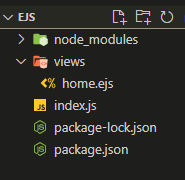 EJS
node_modules
views
home.ejs
index.js
package-lock.json
package.json